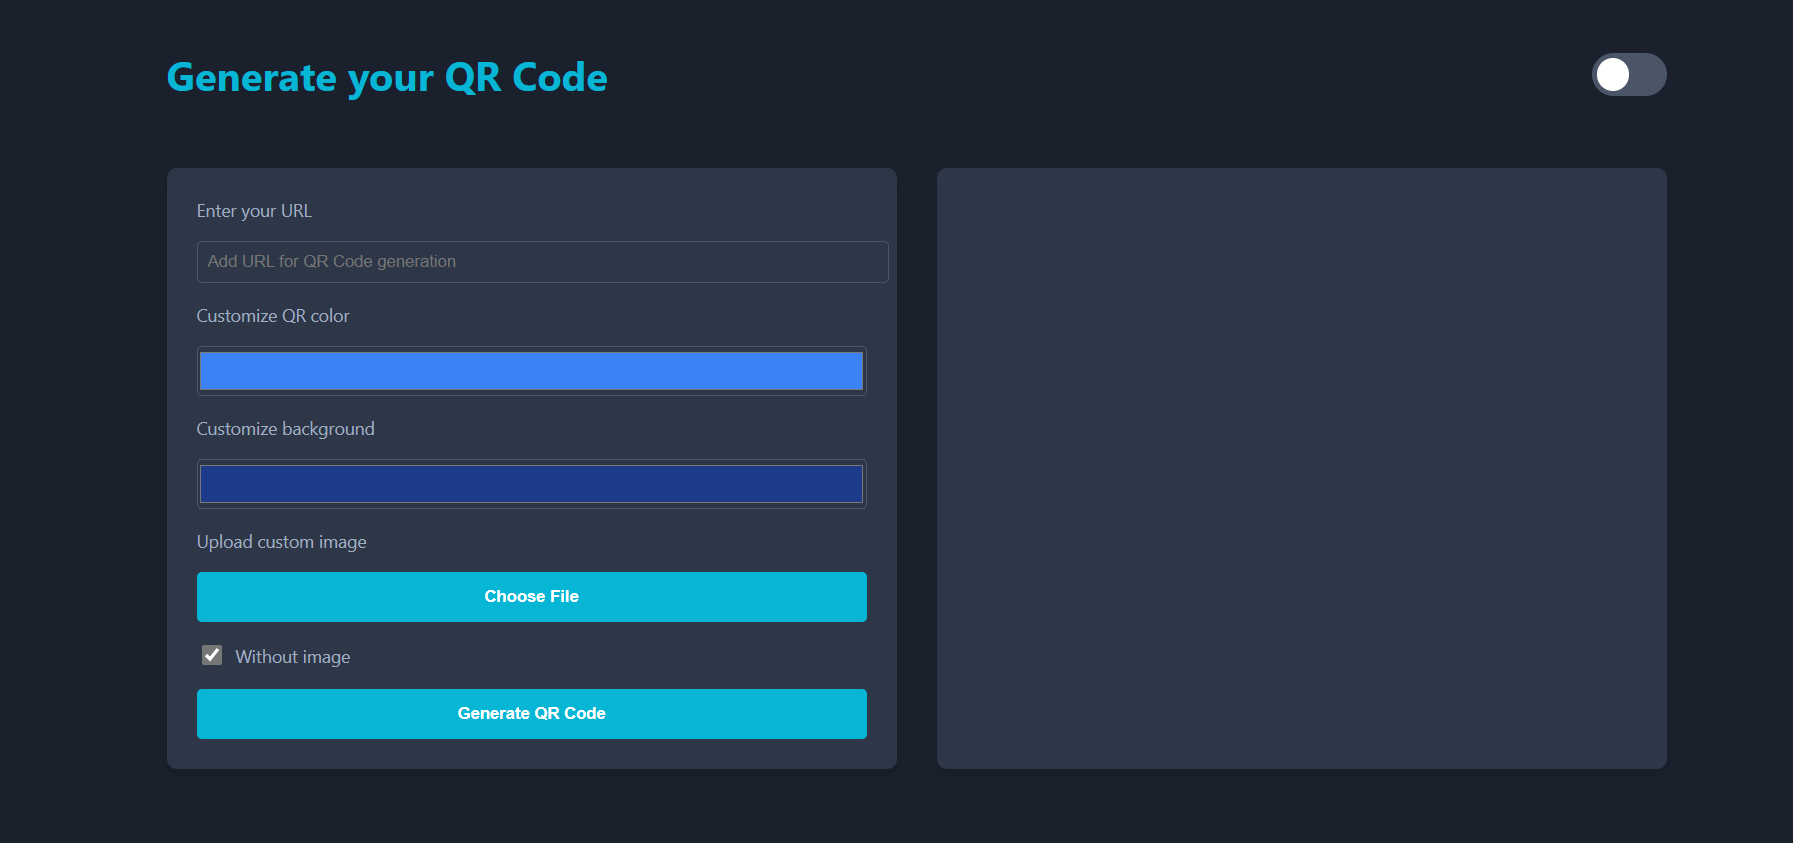 Generate your QR Code
Enter your URL
Add URL for QR Code generation
Customize QR color
Customize background
Upload custom image
Choose File
Without image
Generate QR Code